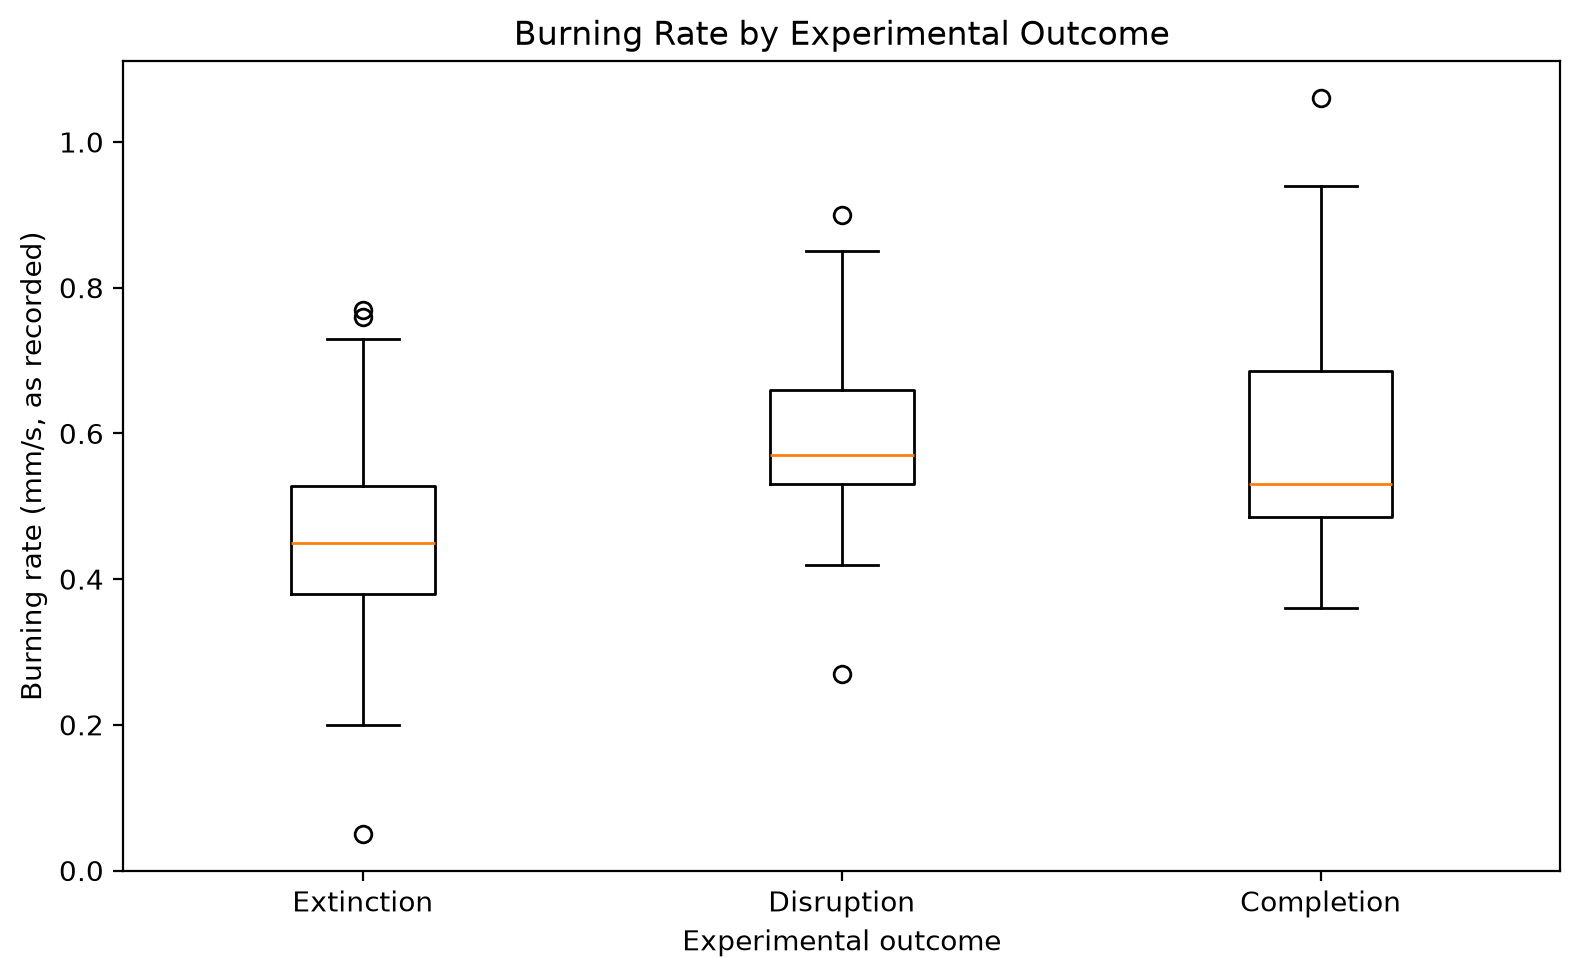 Burning Rate by Experimental Outcome
Burning rate (mm/s, as recorded)
1.0
0.8
0.6
0.4
0.2
0.0
Extinction
Disruption
Completion
Experimental outcome